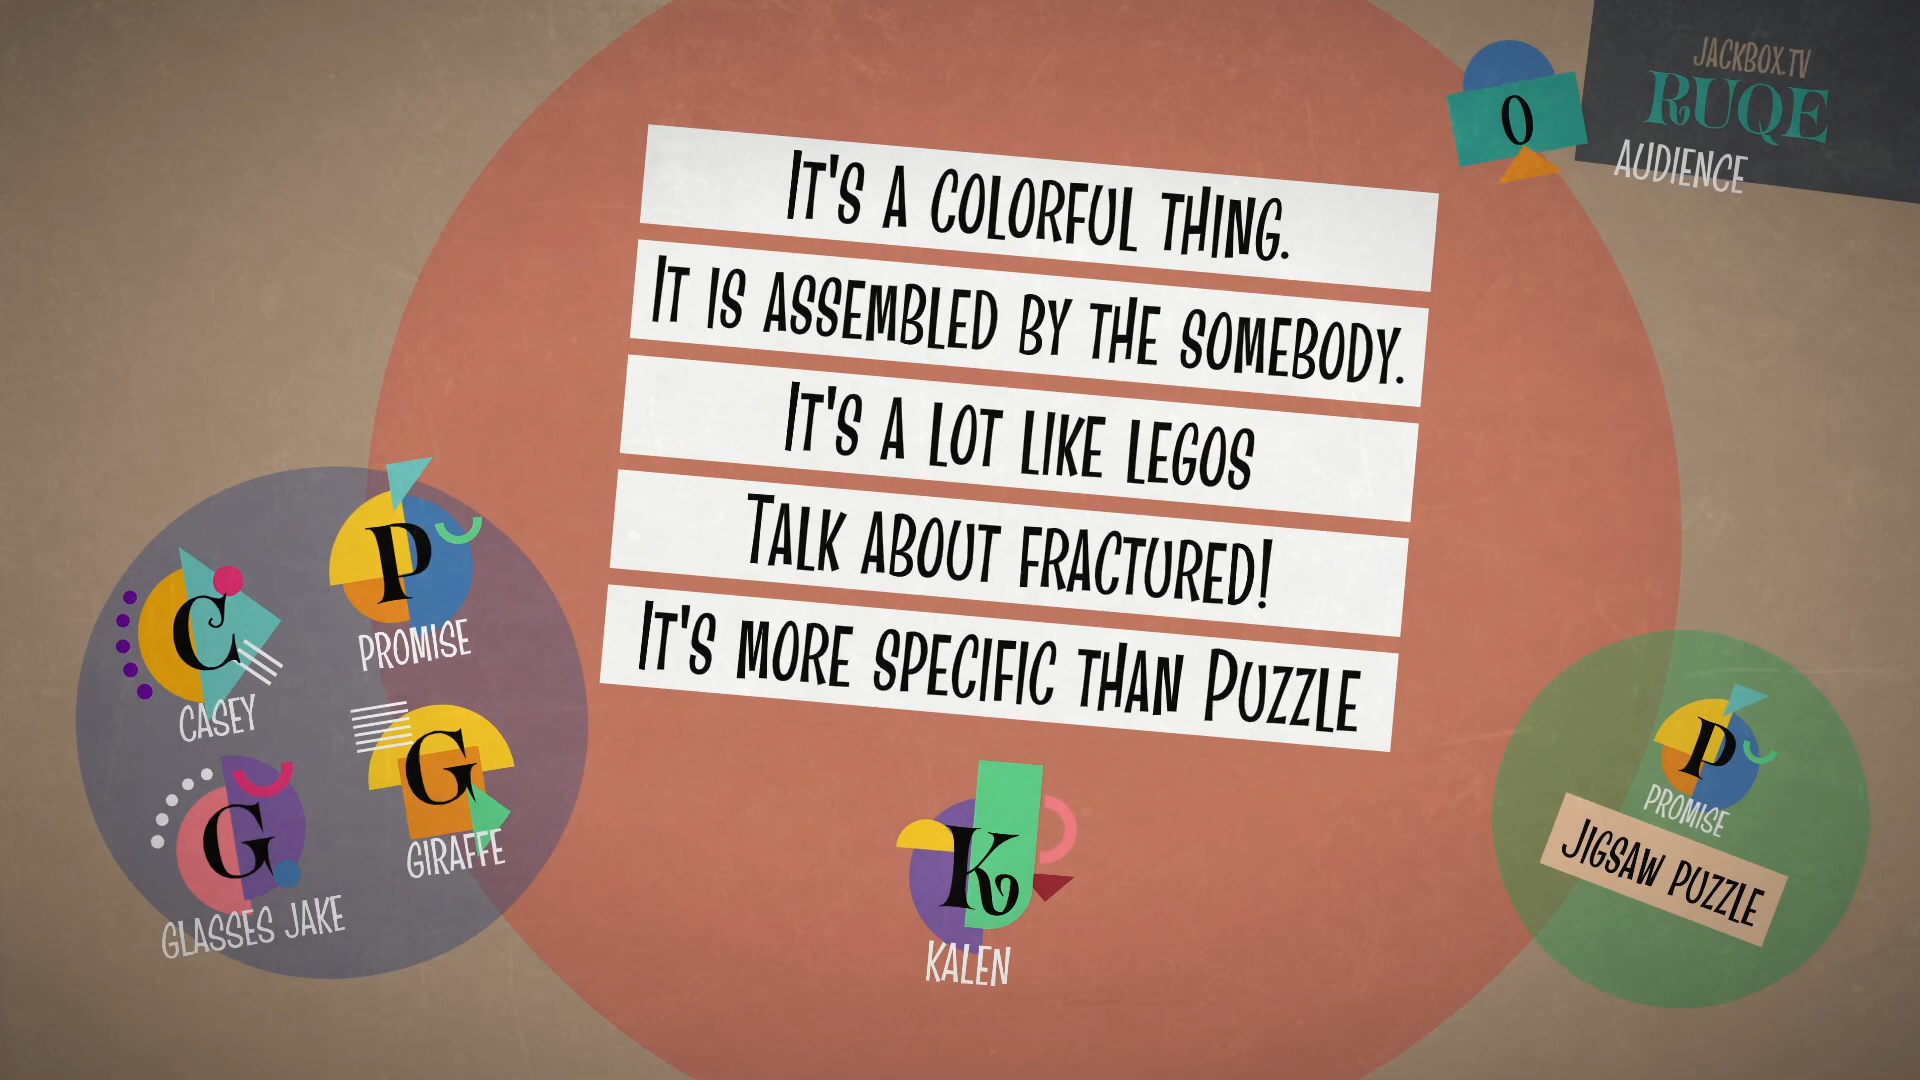 JACKBOX.TV
RUQE
0
AUDIENCE
IT'S A COLORFUL THING.
IT IS ASSEMBLED BY THE SOMEBODY.
IT'S A LOT LIKE LEGOS
TALK ABOUT FRACTURED!
IT'S MORE SPECIFIC THAN PUZZLE
P
PROMISE
C
CASEY
G
GIRAFFE
G
GLASSES JAKE
K
KALEN
P
PROMISE
JIGSAW PUZZLE